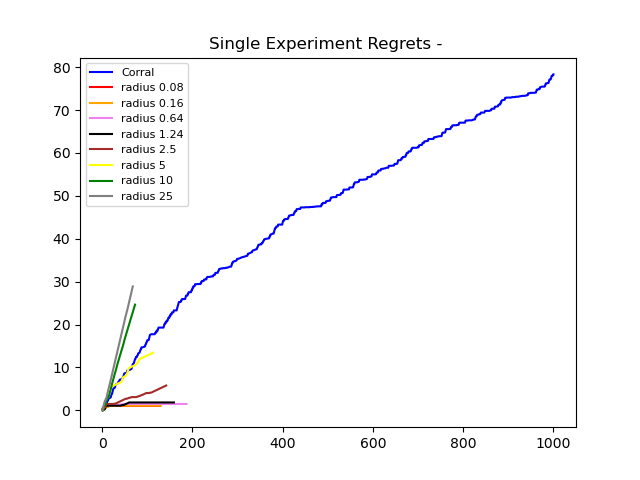 Single Experiment Regrets -
80
70
60
50
40
30
20
10
0
Corral
radius 0.08
radius 0.16
radius 0.64
radius 1.24
radius 2.5
radius 5
radius 10
radius 25
0 200 400 600 800 1000